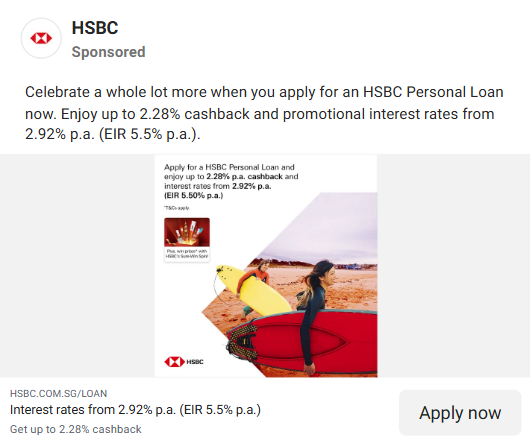 HSBC
Sponsored
Celebrate a whole lot more when you apply for an HSBC Personal Loan
now. Enjoy up to 2.28% cashback and promotional interest rates from
2.92% p.a. (EIR 5.5% p.a.).
Apply for a HSBC Personal Loan and
enjoy up to 2.28% p.a. cashback and
interest rates from 2.92% p.a.
(EIR 5.50% p.a.)
*T&Cs apply.
Plus, win prizes* with
HSBC's Sure-Win Spin!
HSBC
HSBC.COM.SG/LOAN
Interest rates from 2.92% p.a. (EIR 5.5% p.a.)
Get up to 2.28% cashback
Apply now